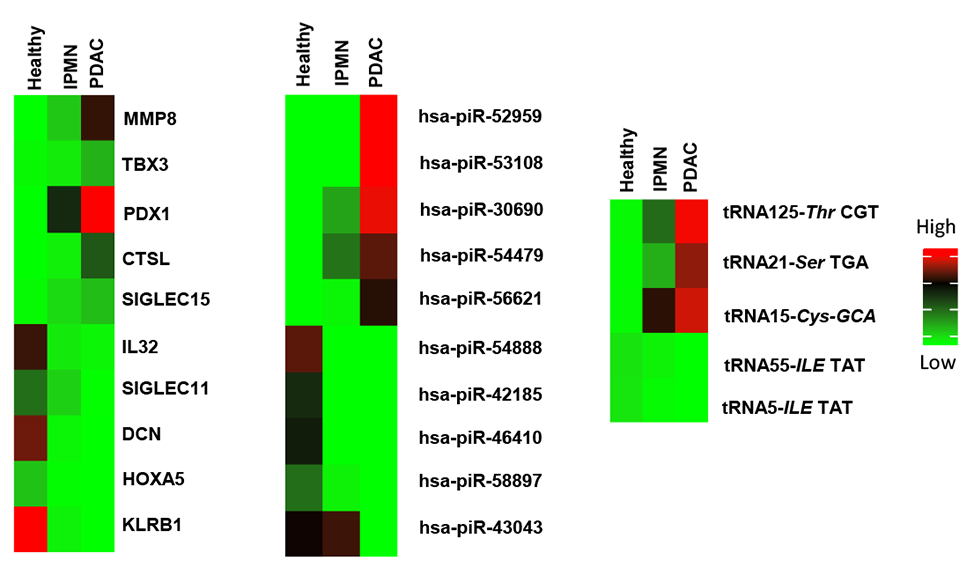 Healthy
IPMN
PDAC
MMP8
TBX3
PDX1
CTSL
SIGLEC15
IL32
SIGLEC11
DCN
HOXA5
KLRB1
Healthy
IPMN
PDAC
hsa-piR-52959
hsa-piR-53108
hsa-piR-30690
hsa-piR-54479
hsa-piR-56621
hsa-piR-54888
hsa-piR-42185
hsa-piR-46410
hsa-piR-58897
hsa-piR-43043
Healthy
IPMN
PDAC
tRNA125-Thr CGT
tRNA21-Ser TGA
tRNA15-Cys-GCA
tRNA55-ILE TAT
tRNA5-ILE TAT
High
Low